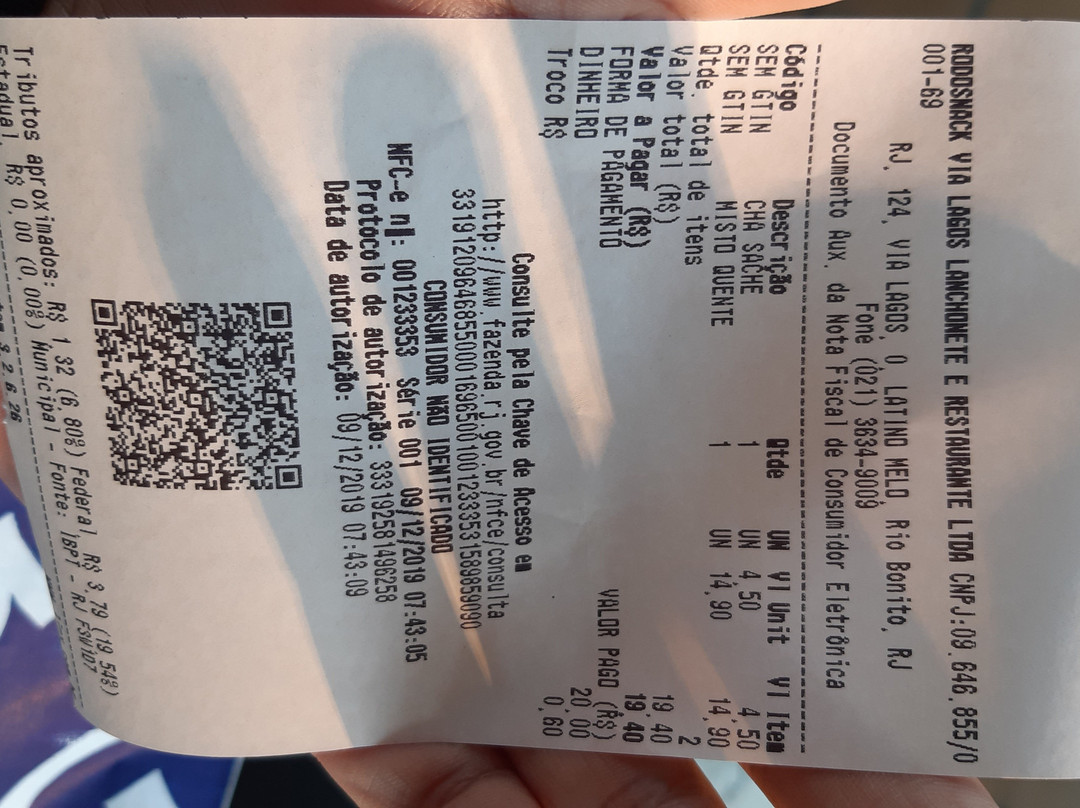 RODOSNACK VIA LAGOS LANCHONETE E RESTAURANTE LTDA CNPJ:09.646.855/0
001-69
RJ, 124, VIA LAGOS, 0, LATINO MELO, Rio Bonito, RJ
Fone (021) 3634-9009
Documento Aux. da Nota Fiscal de Consumidor Eletrônica
Código Descrição Qtde UN Vl Unit Vl Item
SEM GTIN CHA SACHE 1 UN 4,50 4,50
SEM GTIN MISTO QUENTE 1 UN 14,90 14,90
Qtde. total de itens 2
Valor total (R$) 19,40
Valor a Pagar (R$) 19,40
FORMA DE PAGAMENTO VALOR PAGO (R$)
DINHEIRO 20,00
Troco R$ 0,60
Consulte pela Chave de Acesso em
http://www.fazenda.rj.gov.br/nfce/consulta
CONSUMIDOR NÃO IDENTIFICADO
NFC-e n: 001233353 Série 001 09/12/2019 07:43:05
Protocolo de autorização: 333192581496258
Data de autorização: 09/12/2019 07:43:09
Tributos aproximados: R$ 1,32 (6,80%) Federal, R$ 3,79 (19,54%)
Estadual, R$ 0,00 (0,00%) Municipal - Fonte: IBPT - RJ
3.2.6.26